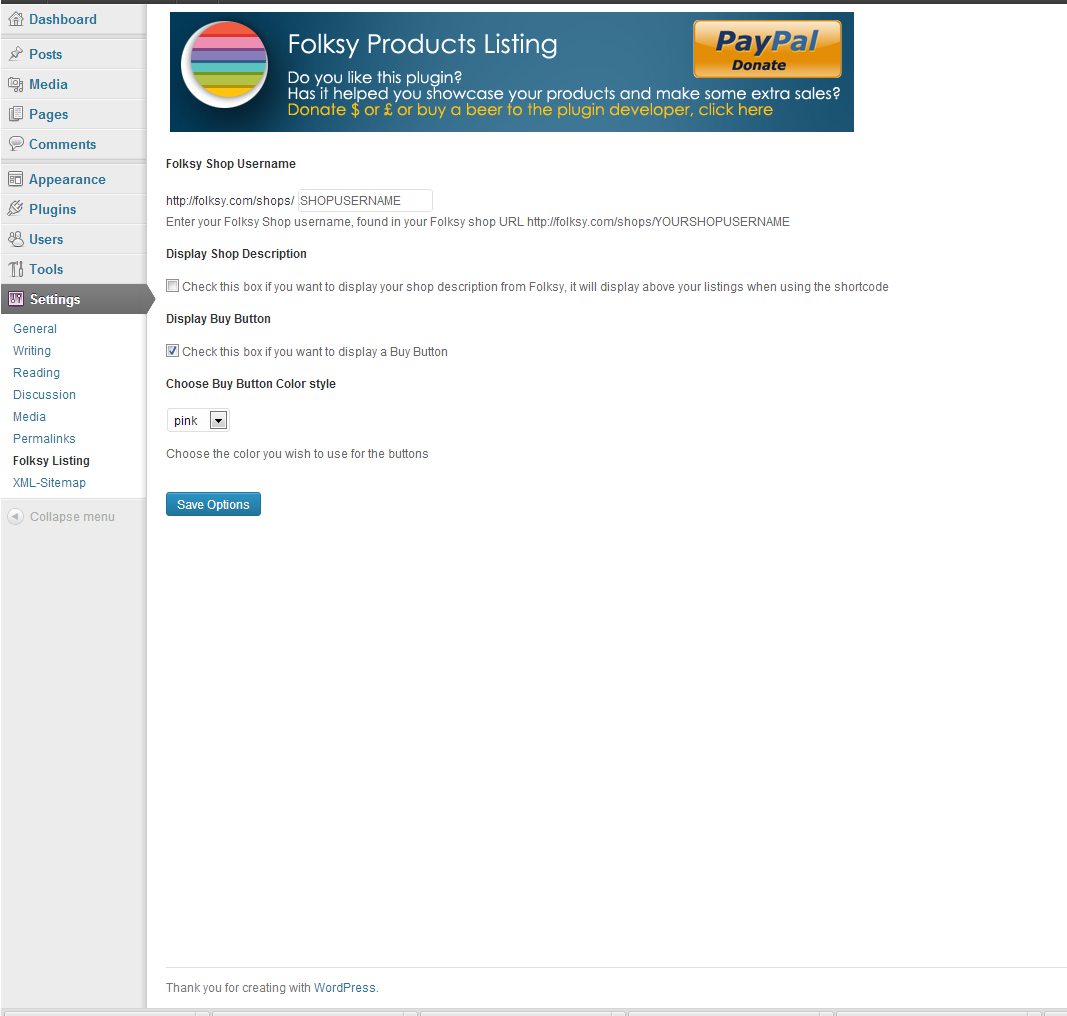 Dashboard
Posts
Media
Pages
Comments
Appearance
Plugins
Users
Tools
Settings
General
Writing
Reading
Discussion
Media
Permalinks
Folksy Listing
XML-Sitemap
Collapse menu
Folksy Products Listing
PayPal
Donate
Do you like this plugin?
Has it helped you showcase your products and make some extra sales?
Donate $ or £ or buy a beer to the plugin developer, click here
Folksy Shop Username
http://folksy.com/shops/ SHOPUSERNAME
Enter your Folksy Shop username, found in your Folksy shop URL http://folksy.com/shops/YOURSHOPUSERNAME
Display Shop Description
Check this box if you want to display your shop description from Folksy, it will display above your listings when using the shortcode
Display Buy Button
Check this box if you want to display a Buy Button
Choose Buy Button Color style
pink
Choose the color you wish to use for the buttons
Save Options
Thank you for creating with WordPress.